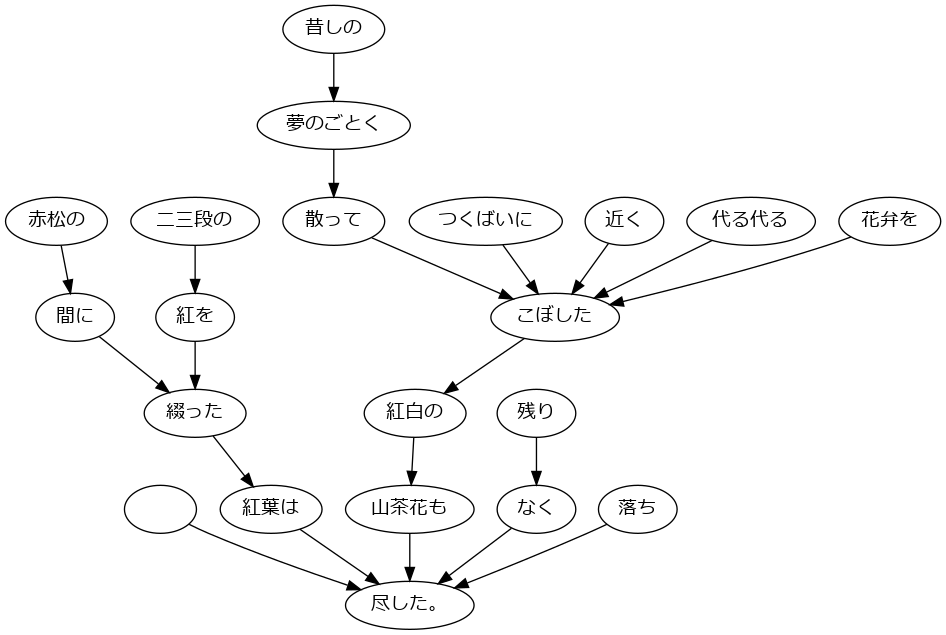 昔しの
夢のごとく
赤松の
二三段の
散って
つくばいに
近く
代る代る
花弁を
間に
紅を
こぼした
綴った
紅白の
残り
紅葉は
山茶花も
なく
落ち
尽した。